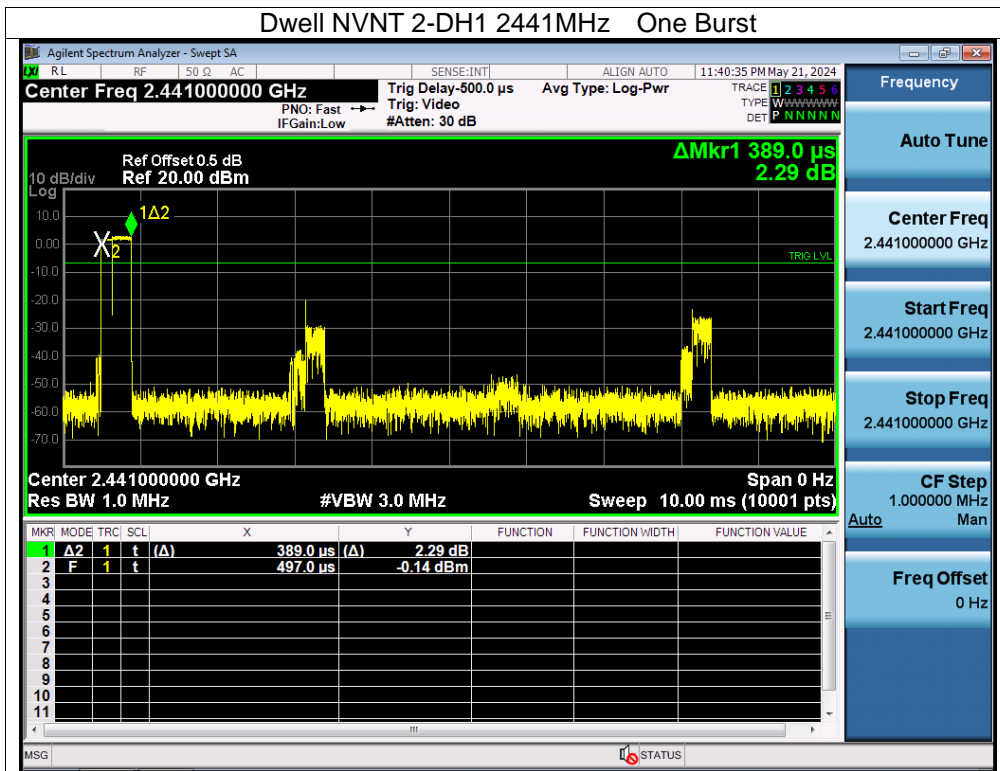 Dwell NVNT 2-DH1 2441MHz One Burst
Agilent Spectrum Analyzer - Swept SA
LXI RL RF 50 Ω AC SENSE:INT ALIGN AUTO 11:40:35 PM May 21, 2024
Center Freq 2.441000000 GHz
PNO: Fast
IFGain:Low
Trig Delay-500.0 µs
Trig: Video
#Atten: 30 dB
Avg Type: Log-Pwr
TRACE 1 2 3 4 5 6
TYPE WWWWWW
DET P N N N N N
Frequency
Auto Tune
Center Freq
2.441000000 GHz
Start Freq
2.441000000 GHz
Stop Freq
2.441000000 GHz
CF Step
1.000000 MHz
Auto Man
Freq Offset
0 Hz
ΔMkr1 389.0 µs
2.29 dB
Ref Offset 0.5 dB
10 dB/div Ref 20.00 dBm
Log
10.0
0.00
-10.0
-20.0
-30.0
-40.0
-50.0
-60.0
-70.0
1Δ2
X2
TRIG LVL
Center 2.441000000 GHz Span 0 Hz
Res BW 1.0 MHz #VBW 3.0 MHz Sweep 10.00 ms (10001 pts)
MKR MODE TRC SCL X Y FUNCTION FUNCTION WIDTH FUNCTION VALUE
1 Δ2 1 t (Δ) 389.0 µs (Δ) 2.29 dB
2 F 1 t 497.0 µs -0.14 dBm
3
4
5
6
7
8
9
10
11
MSG STATUS